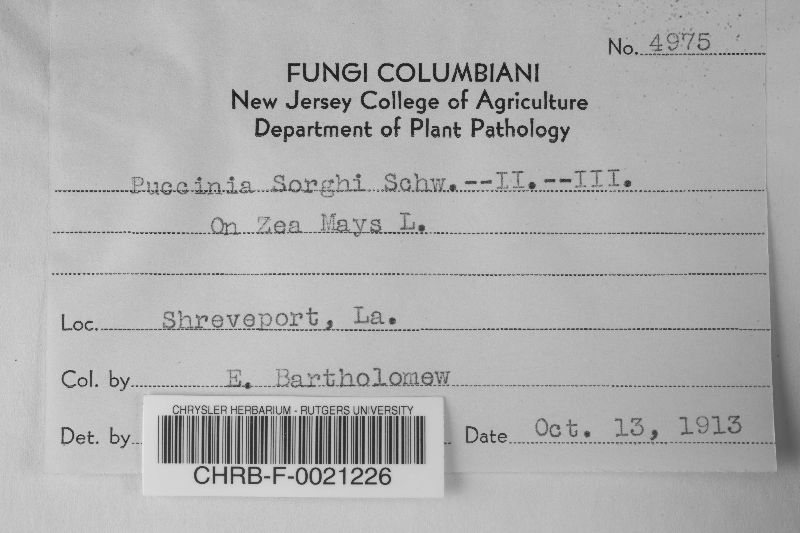 No. 4975
FUNGI COLUMBIANI
New Jersey College of Agriculture
Department of Plant Pathology
Puccinia Sorghi Schw.--II.--III.
On Zea Mays L.
Loc. Shreveport, La.
Col. by E. Bartholomew
Det. by
Date Oct. 13, 1913
CHRYSLER HERBARIUM - RUTGERS UNIVERSITY
CHRB-F-0021226